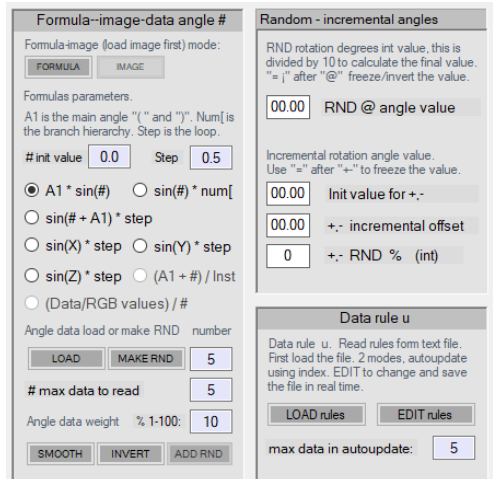 Formula--image-data angle #
Formula-image (load image first) mode:
FORMULA IMAGE
Formulas parameters.
A1 is the main angle "( " and ")". Num[ is
the branch hierarchy. Step is the loop.
# init value 0.0 Step 0.5
A1 * sin(#) sin(#) * num[
sin(# + A1) * step
sin(X) * step sin(Y) * step
sin(Z) * step (A1 + #) / Inst
(Data/RGB values) / #
Angle data load or make RND number
LOAD MAKE RND 5
# max data to read 5
Angle data weight % 1-100: 10
SMOOTH INVERT ADD RND
Random - incremental angles
RND rotation degrees int value, this is
divided by 10 to calculate the final value.
"= ¡" after "@" freeze/invert the value.
00.00 RND @ angle value
Incremental rotation angle value.
Use "=" after "+-" to freeze the value.
00.00 Init value for +,-
00.00 +,- incremental offset
0 +,- RND % (int)
Data rule u
Data rule u. Read rules form text file.
First load the file. 2 modes, autoupdate
using index. EDIT to change and save
the file in real time.
LOAD rules EDIT rules
max data in autoupdate: 5